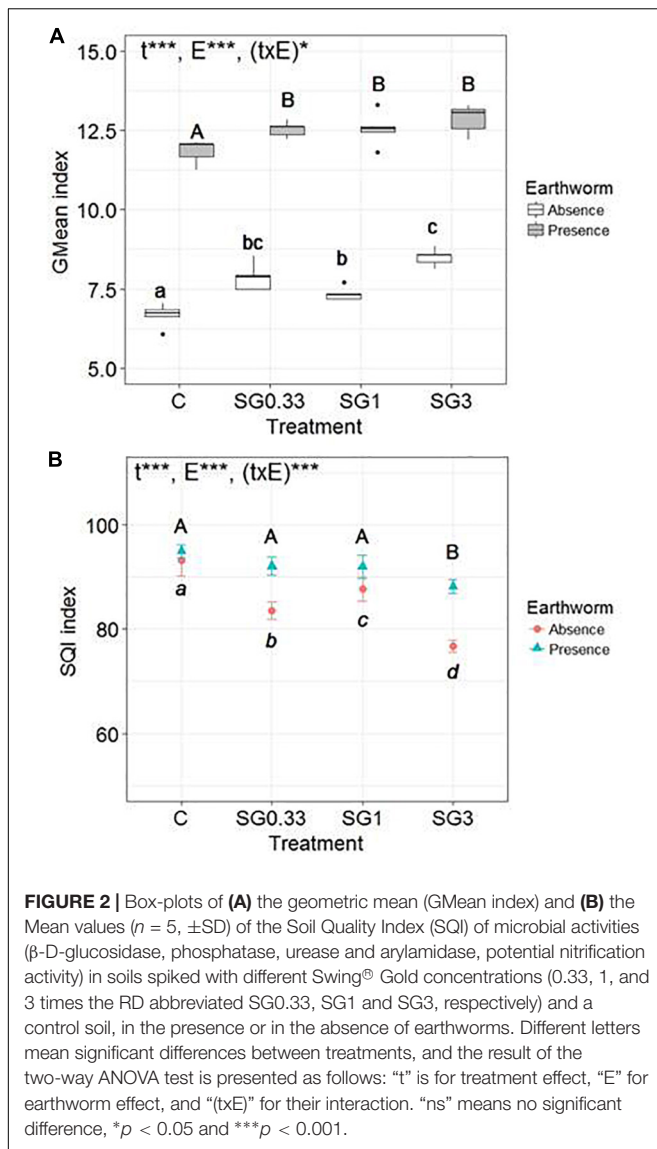 A
t***, E***, (txE)*
15.0
12.5
10.0
7.5
5.0
GMean index
A
B
B
B
a
bc
b
c
C SG0.33 SG1 SG3
Treatment
Earthworm
Absence
Presence
B
t***, E***, (txE)***
100
80
60
SQI index
A
A
A
B
a
b
c
d
C SG0.33 SG1 SG3
Treatment
Earthworm
Absence
Presence
FIGURE 2 | Box-plots of (A) the geometric mean (GMean index) and (B) the
Mean values (n = 5, ±SD) of the Soil Quality Index (SQI) of microbial activities
(β-D-glucosidase, phosphatase, urease and arylamidase, potential nitrification
activity) in soils spiked with different Swing® Gold concentrations (0.33, 1, and
3 times the RD abbreviated SG0.33, SG1 and SG3, respectively) and a
control soil, in the presence or in the absence of earthworms. Different letters
mean significant differences between treatments, and the result of the
two-way ANOVA test is presented as follows: “t” is for treatment effect, “E” for
earthworm effect, and “(txE)” for their interaction. “ns” means no significant
difference, *p < 0.05 and ***p < 0.001.